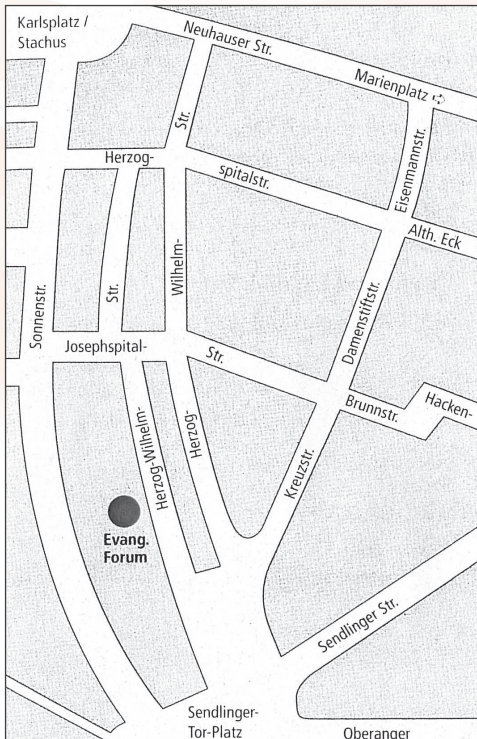 Karlsplatz /
Stachus
Neuhauser Str.
Marienplatz
Herzog-
spitalstr.
Str.
Eisenmannstr.
Alth. Eck
Wilhelm-
Str.
Sonnenstr.
Damenstiftstr.
Josephspital-
Str.
Brunnstr.
Hacken-
Herzog-Wilhelm-
Herzog-
Kreuzstr.
Evang.
Forum
Sendlinger Str.
Sendlinger-
Tor-Platz
Oberanger